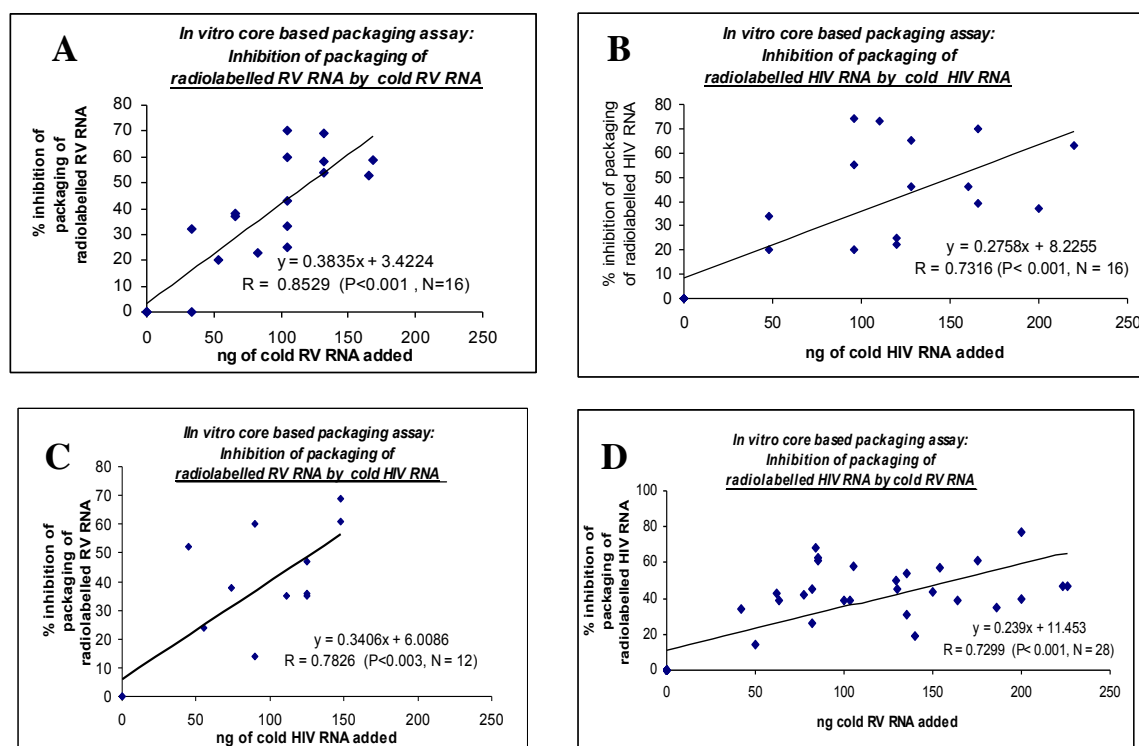 A
In vitro core based packaging assay:
Inhibition of packaging of
radiolabelled RV RNA by cold RV RNA
80
70
60
50
40
30
20
10
0
% inhibition of
packaging of
radiolabelled RV RNA
y = 0.3835x + 3.4224
R = 0.8529 (P<0.001 , N=16)
0 50 100 150 200 250
ng of cold RV RNA added
B
In vitro core based packaging assay:
Inhibition of packaging of
radiolabelled HIV RNA by cold HIV RNA
80
70
60
50
40
30
20
10
0
% inhibition of packaging
of radiolabelled HIV RNA
y = 0.2758x + 8.2255
R = 0.7316 (P< 0.001, N = 16)
0 50 100 150 200 250
ng of cold HIV RNA added
C
IIn vitro core based packaging assay:
Inhibition of packaging of
radiolabelled RV RNA by cold HIV RNA
80
70
60
50
40
30
20
10
0
% inhibition of
packaging of
radiolabelled RV RNA
y = 0.3406x + 6.0086
R = 0.7826 (P<0.003, N = 12)
0 50 100 150 200 250
ng of cold HIV RNA added
D
In vitro core based packaging assay:
Inhibition of packaging of
radiolabelled HIV RNA by cold RV RNA
100
80
60
40
20
0
% inhibition of
packaging of
radiolabelled HIV RNA
y = 0.239x + 11.453
R = 0.7299 (P< 0.001, N = 28)
0 50 100 150 200 250
ng cold RV RNA added